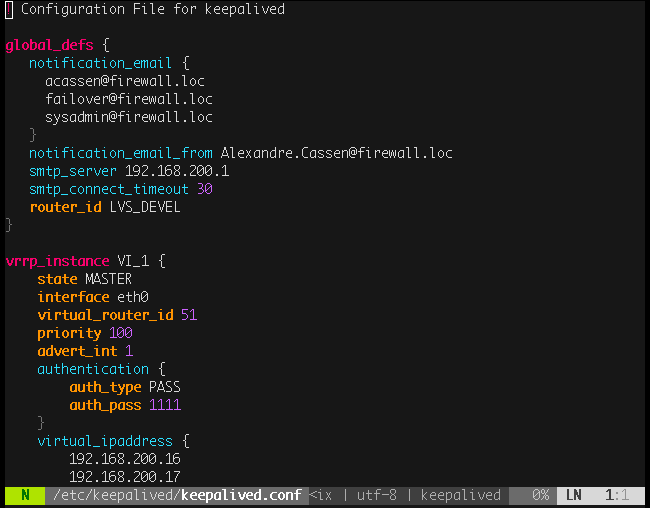 ! Configuration File for keepalived
global_defs {
notification_email {
acassen@firewall.loc
failover@firewall.loc
sysadmin@firewall.loc
}
notification_email_from Alexandre.Cassen@firewall.loc
smtp_server 192.168.200.1
smtp_connect_timeout 30
router_id LVS_DEVEL
}
vrrp_instance VI_1 {
state MASTER
interface eth0
virtual_router_id 51
priority 100
advert_int 1
authentication {
auth_type PASS
auth_pass 1111
}
virtual_ipaddress {
192.168.200.16
192.168.200.17
N /etc/keepalived/keepalived.conf <ix | utf-8 | keepalived 0% LN 1:1